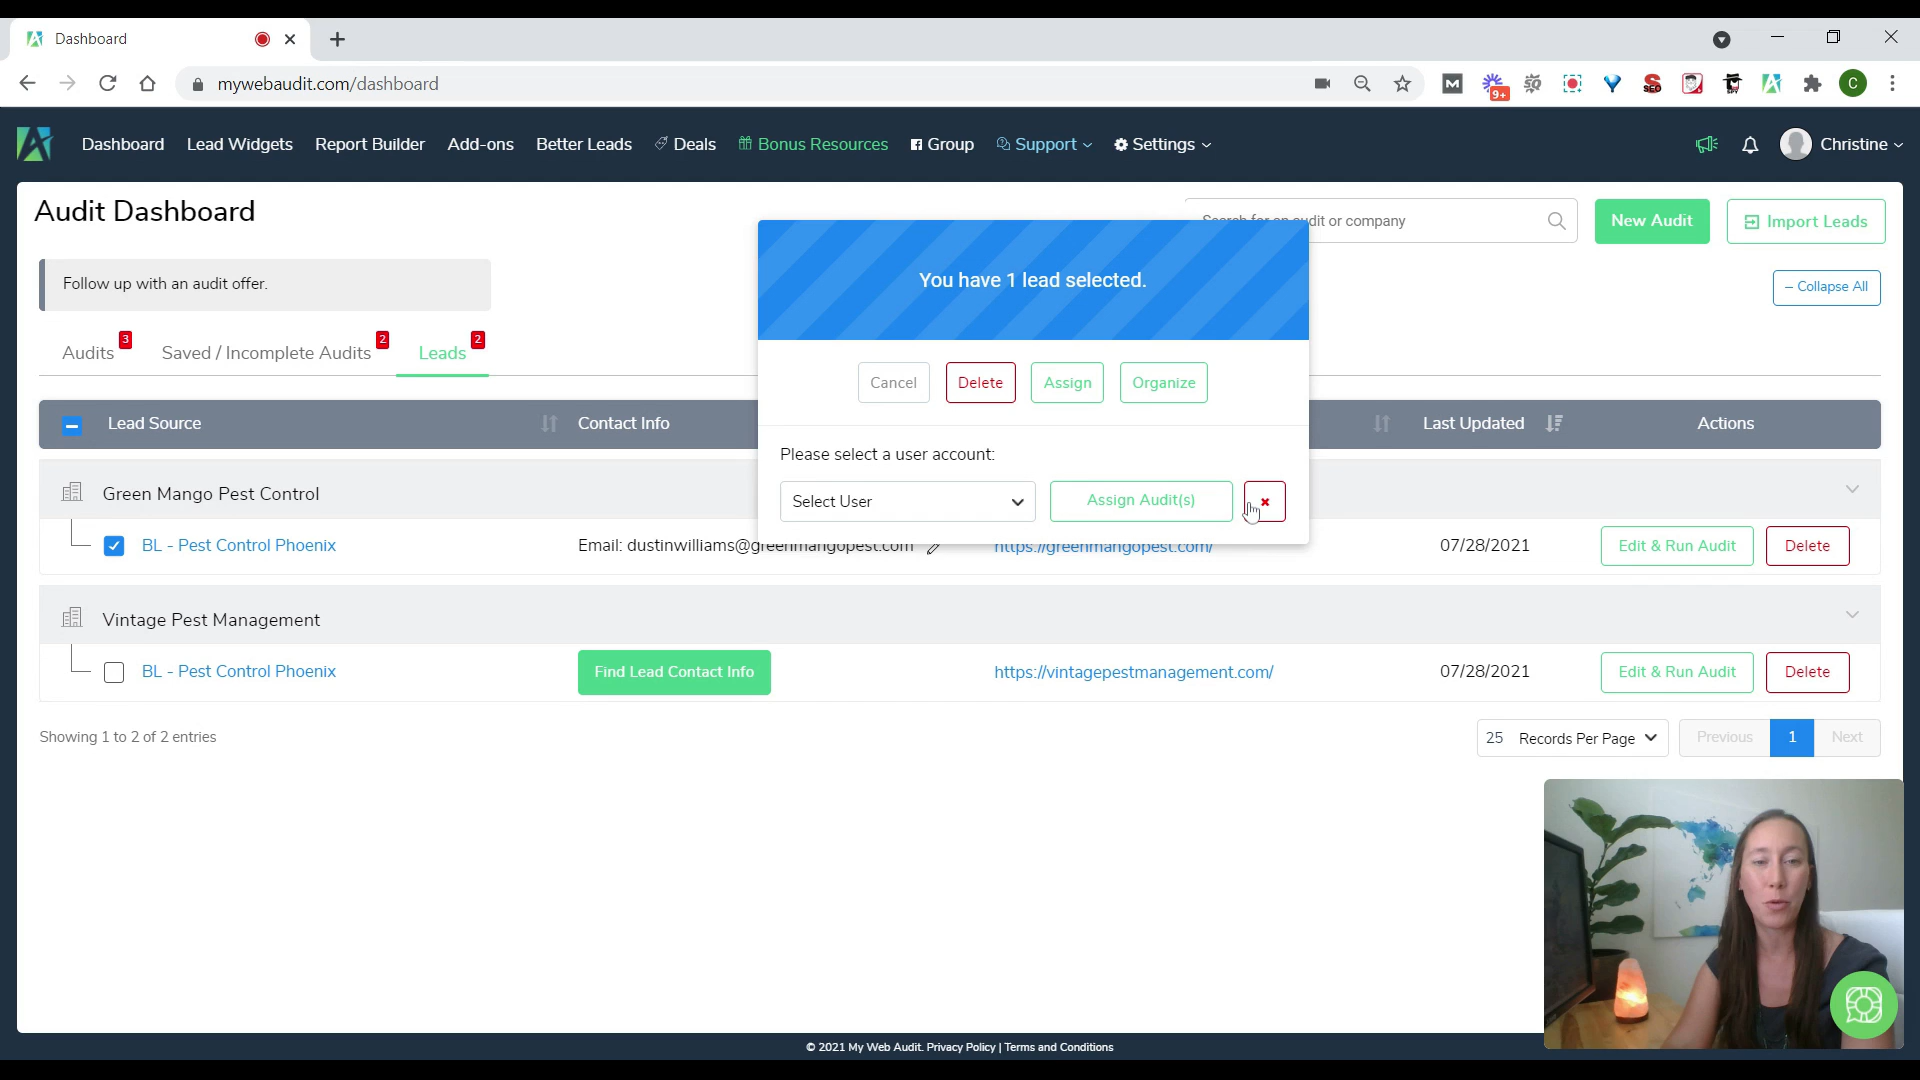 Dashboard
mywebaudit.com/dashboard
9+
SEO
SPY
C
Dashboard
Lead Widgets
Report Builder
Add-ons
Better Leads
Deals
Bonus Resources
Group
Support
Settings
Christine
Audit Dashboard
Search for an audit or company
New Audit
Import Leads
You have 1 lead selected.
Follow up with an audit offer.
− Collapse All
Audits 3
Saved / Incomplete Audits 2
Leads 2
Cancel
Delete
Assign
Organize
Lead Source
Contact Info
Last Updated
Actions
Please select a user account:
Select User
Assign Audit(s)
Green Mango Pest Control
BL - Pest Control Phoenix
Email: dustinwilliams@greenmangopest.com
https://greenmangopest.com/
07/28/2021
Edit & Run Audit
Delete
Vintage Pest Management
BL - Pest Control Phoenix
Find Lead Contact Info
https://vintagepestmanagement.com/
07/28/2021
Edit & Run Audit
Delete
Showing 1 to 2 of 2 entries
25 Records Per Page
Previous
1
Next
© 2021 My Web Audit. Privacy Policy | Terms and Conditions